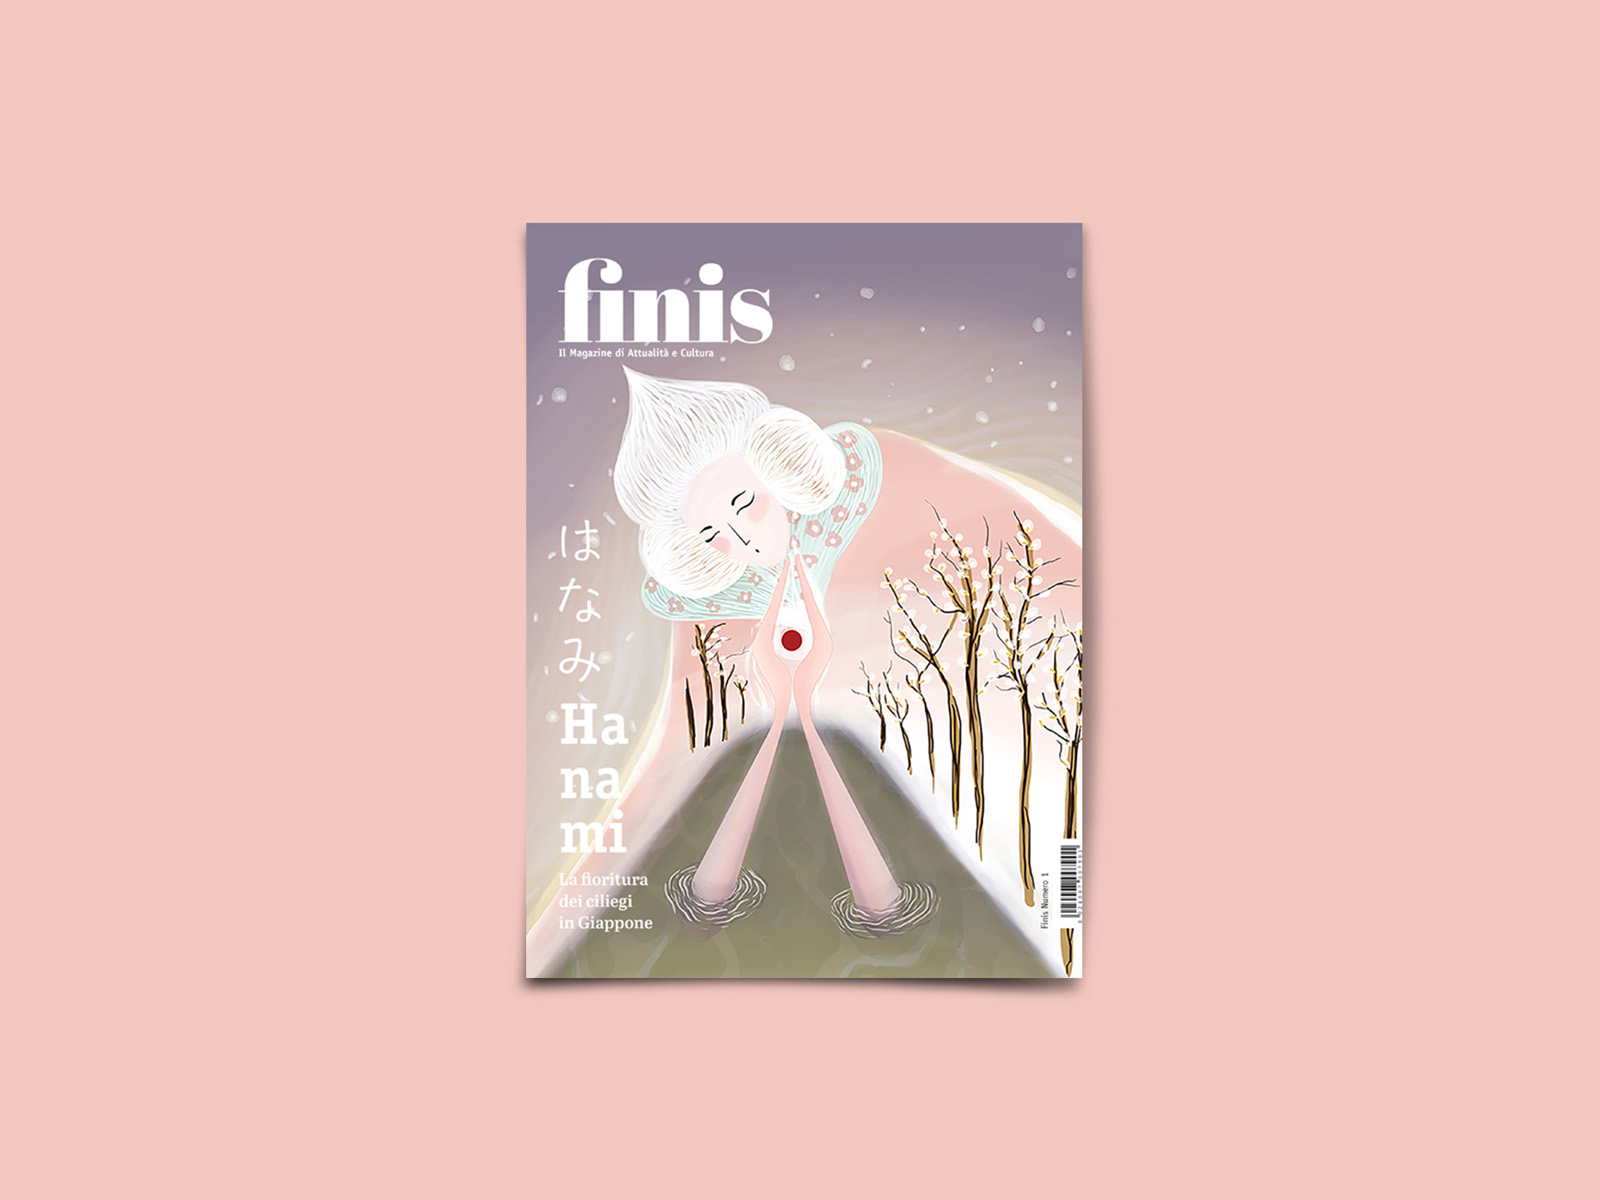 finis
Il Magazine di Attualità e Cultura
はなみ
Ha
na
mi
La fioritura
dei ciliegi
in Giappone
Finis Numero 1